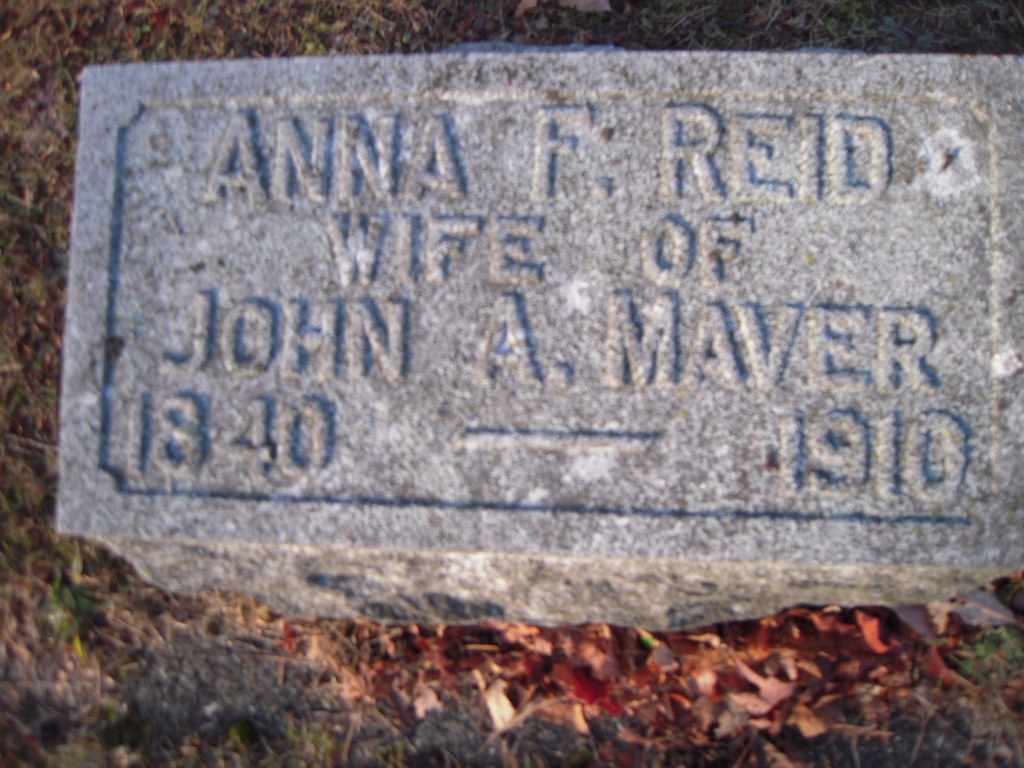 ANNA F. REID
WIFE OF
JOHN A. MAVER
1840 — 1910